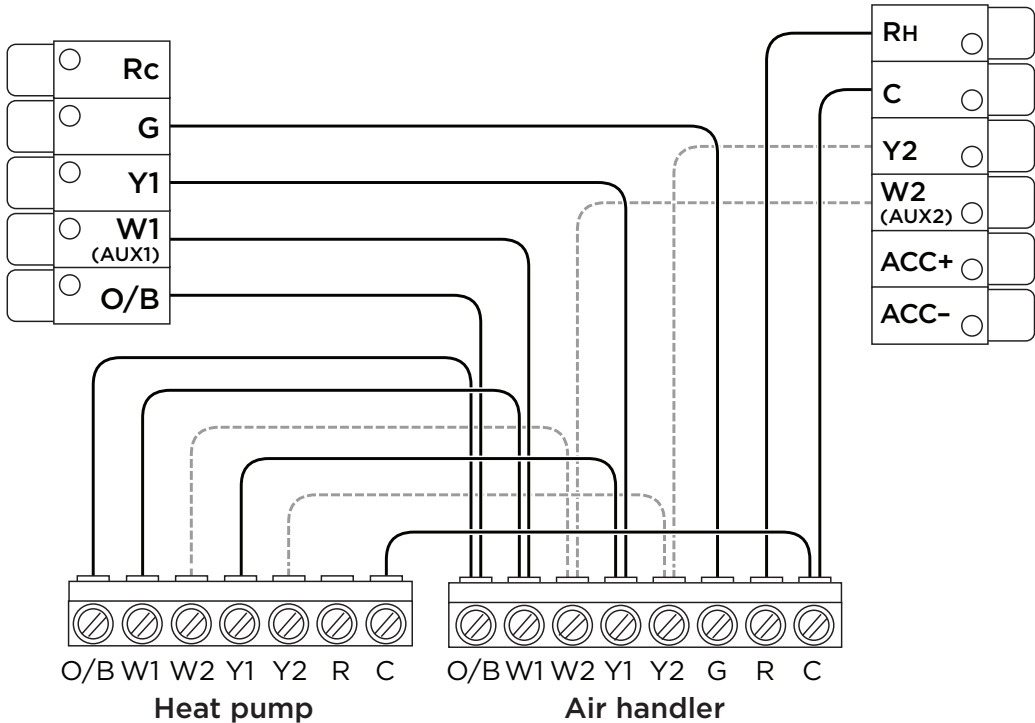 Rc
G
Y1
W1
(AUX1)
O/B
RH
C
Y2
W2
(AUX2)
ACC+
ACC-
O/B W1 W2 Y1 Y2 R C
Heat pump
O/B W1 W2 Y1 Y2 G R C
Air handler